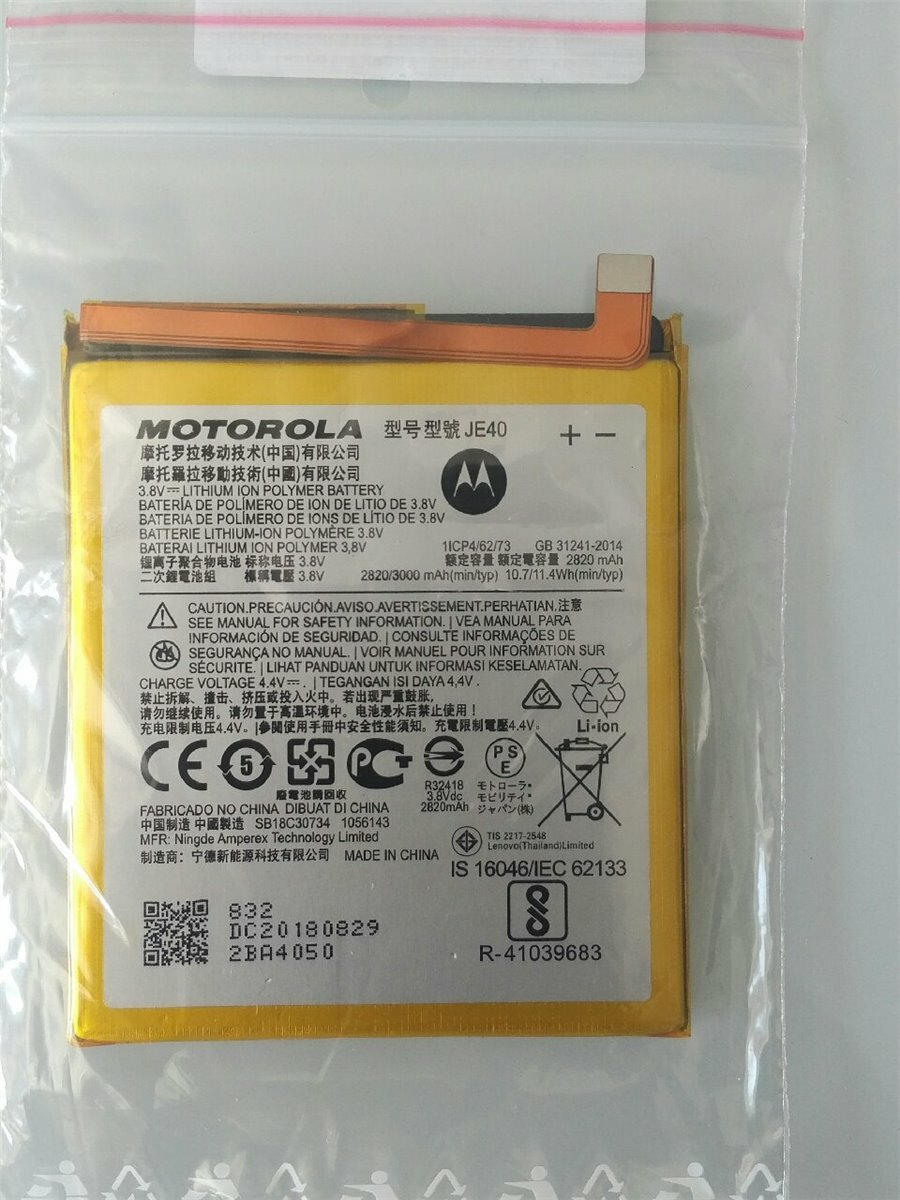 MOTOROLA 型号型號 JE40
+ −
摩托罗拉移动技术(中国)有限公司
摩托羅拉移動技術(中國)有限公司
3.8V⎓ LITHIUM ION POLYMER BATTERY
BATERÍA DE POLÍMERO DE ION DE LITIO DE 3.8V
BATERIA DE POLÍMERO DE IONS DE LÍTIO DE 3.8V
BATTERIE LITHIUM-ION POLYMÈRE 3.8V
BATERAI LITHIUM ION POLYMER 3,8V
1ICP4/62/73 GB 31241-2014
锂离子聚合物电池 标称电压 3.8V 额定容量 額定電容量 2820 mAh
二次鋰電池組 標稱電壓 3.8V 2820/3000 mAh(min/typ) 10.7/11.4Wh(min/typ)
CAUTION.PRECAUCIÓN.AVISO.AVERTISSEMENT.PERHATIAN.注意
SEE MANUAL FOR SAFETY INFORMATION. | VEA MANUAL PARA
INFORMACIÓN DE SEGURIDAD. | CONSULTE INFORMAÇÕES DE
SEGURANÇA NO MANUAL. | VOIR MANUEL POUR INFORMATION SUR
SÉCURITE. | LIHAT PANDUAN UNTUK INFORMASI KESELAMATAN.
CHARGE VOLTAGE 4.4V⎓. | TEGANGAN ISI DAYA 4,4V .
禁止拆解、撞击、挤压或投入火中。若出现严重鼓胀,
请勿继续使用。请勿置于高温环境中。电池浸水后禁止使用!
充电限制电压4.4V。|參閱使用手冊中安全性能須知。充電限制電壓4.4V。
Li-ion
CE 5 PS E
廢電池請回收
R32418
3.8Vdc
2820mAh
モトローラ・
モビリティ・
ジャパン(株)
FABRICADO NO CHINA DIBUAT DI CHINA
中国制造 中國製造 SB18C30734 1056143
MFR: Ningde Amperex Technology Limited
制造商：宁德新能源科技有限公司 MADE IN CHINA
TIS 2217-2548
Lenovo(Thailand)Limited
IS 16046/IEC 62133
832
DC20180829
2BA4050
R-41039683